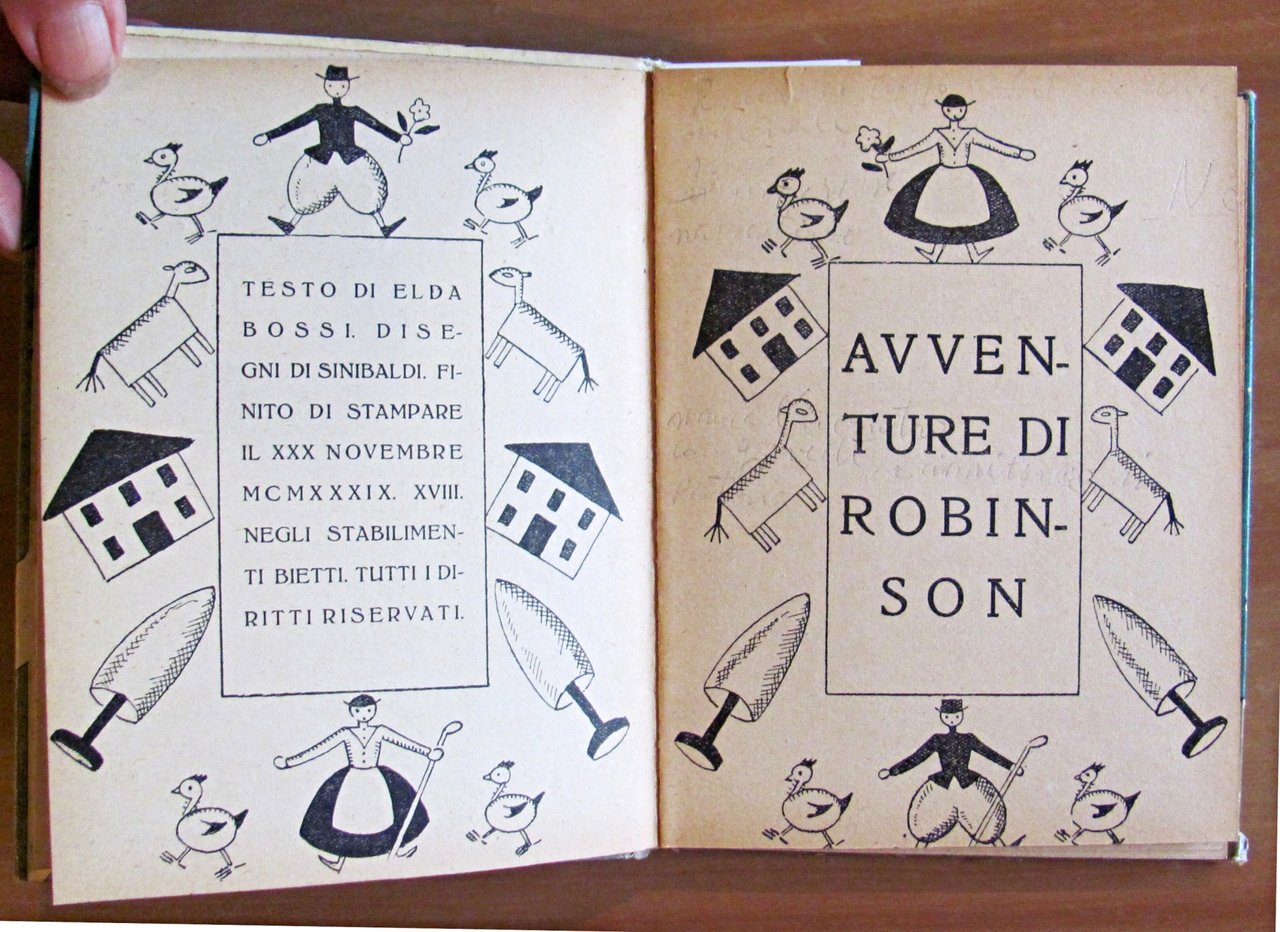 TESTO DI ELDA
BOSSI. DISE-
GNI DI SINIBALDI. FI-
NITO DI STAMPARE
IL XXX NOVEMBRE
MCMXXXIX. XVIII.
NEGLI STABILIMEN-
TI BIETTI. TUTTI I DI-
RITTI RISERVATI.
AVVEN-
TURE DI
ROBIN-
SON